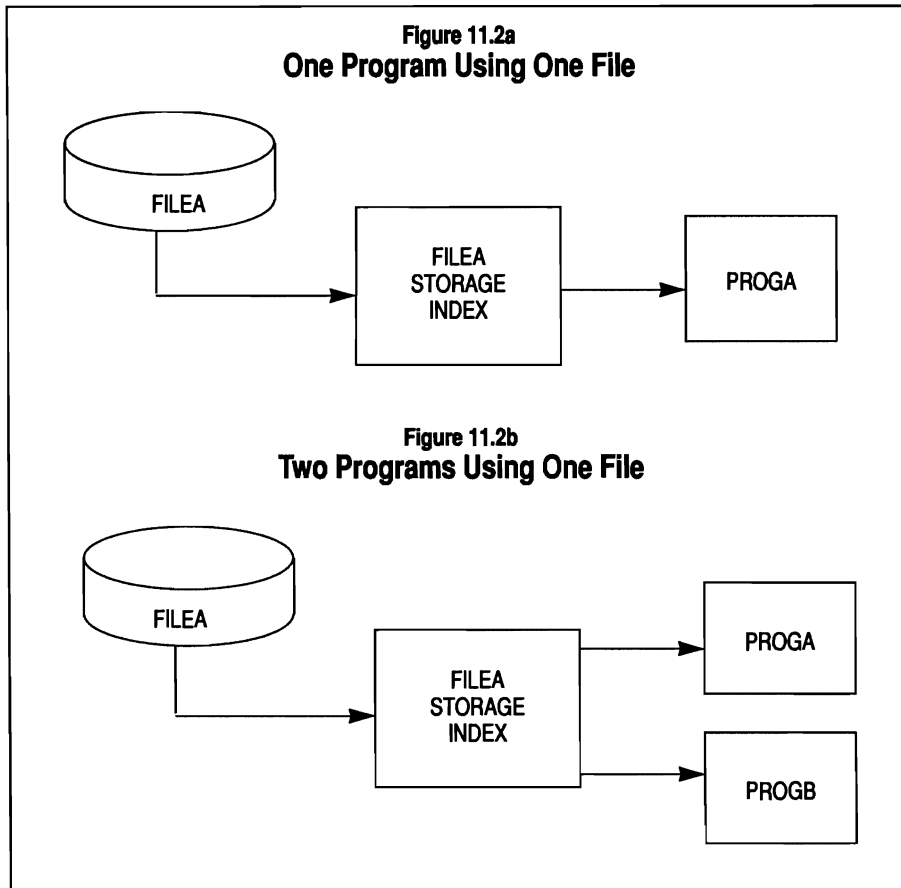 Figure 11.2a
One Program Using One File
FILEA
FILEA
STORAGE
INDEX
PROGA
Figure 11.2b
Two Programs Using One File
FILEA
FILEA
STORAGE
INDEX
PROGA
PROGB